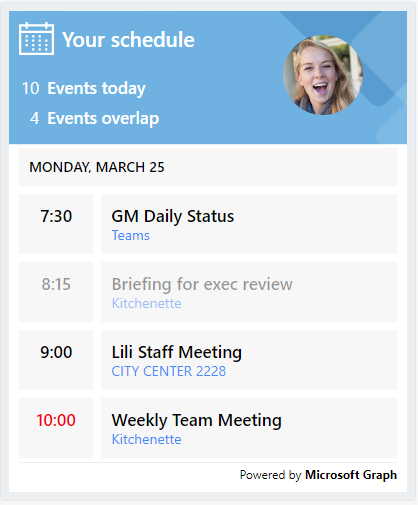 Your schedule
10 Events today
4 Events overlap
MONDAY, MARCH 25
7:30 GM Daily Status
Teams
8:15 Briefing for exec review
Kitchenette
9:00 Lili Staff Meeting
CITY CENTER 2228
10:00 Weekly Team Meeting
Kitchenette
Powered by Microsoft Graph